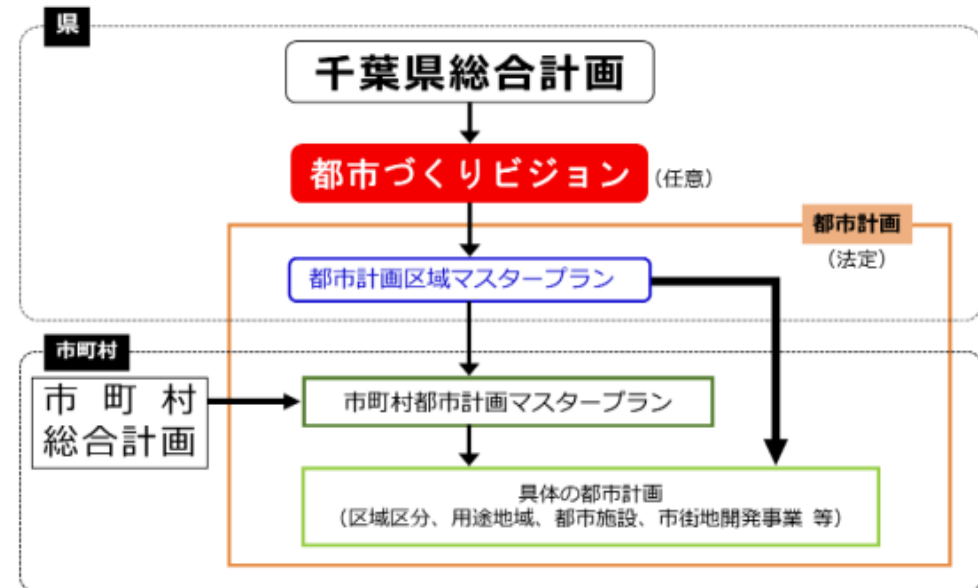 県
千葉県総合計画
都市づくりビジョン
(任意)
都市計画
(法定)
都市計画区域マスタープラン
市町村
市町村
総合計画
市町村都市計画マスタープラン
具体の都市計画
(区域区分、用途地域、都市施設、市街地開発事業 等)